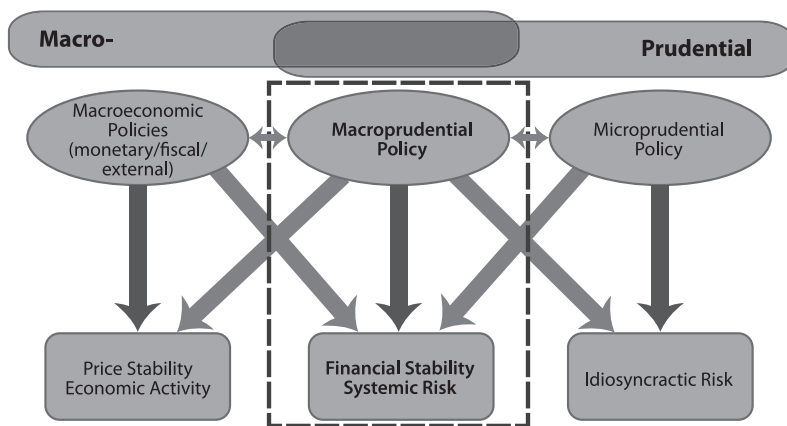 Macro-
Prudential
Macroeconomic
Policies
(monetary/fiscal/
external)
Macroprudential
Policy
Microprudential
Policy
Price Stability
Economic Activity
Financial Stability
Systemic Risk
Idiosyncractic Risk